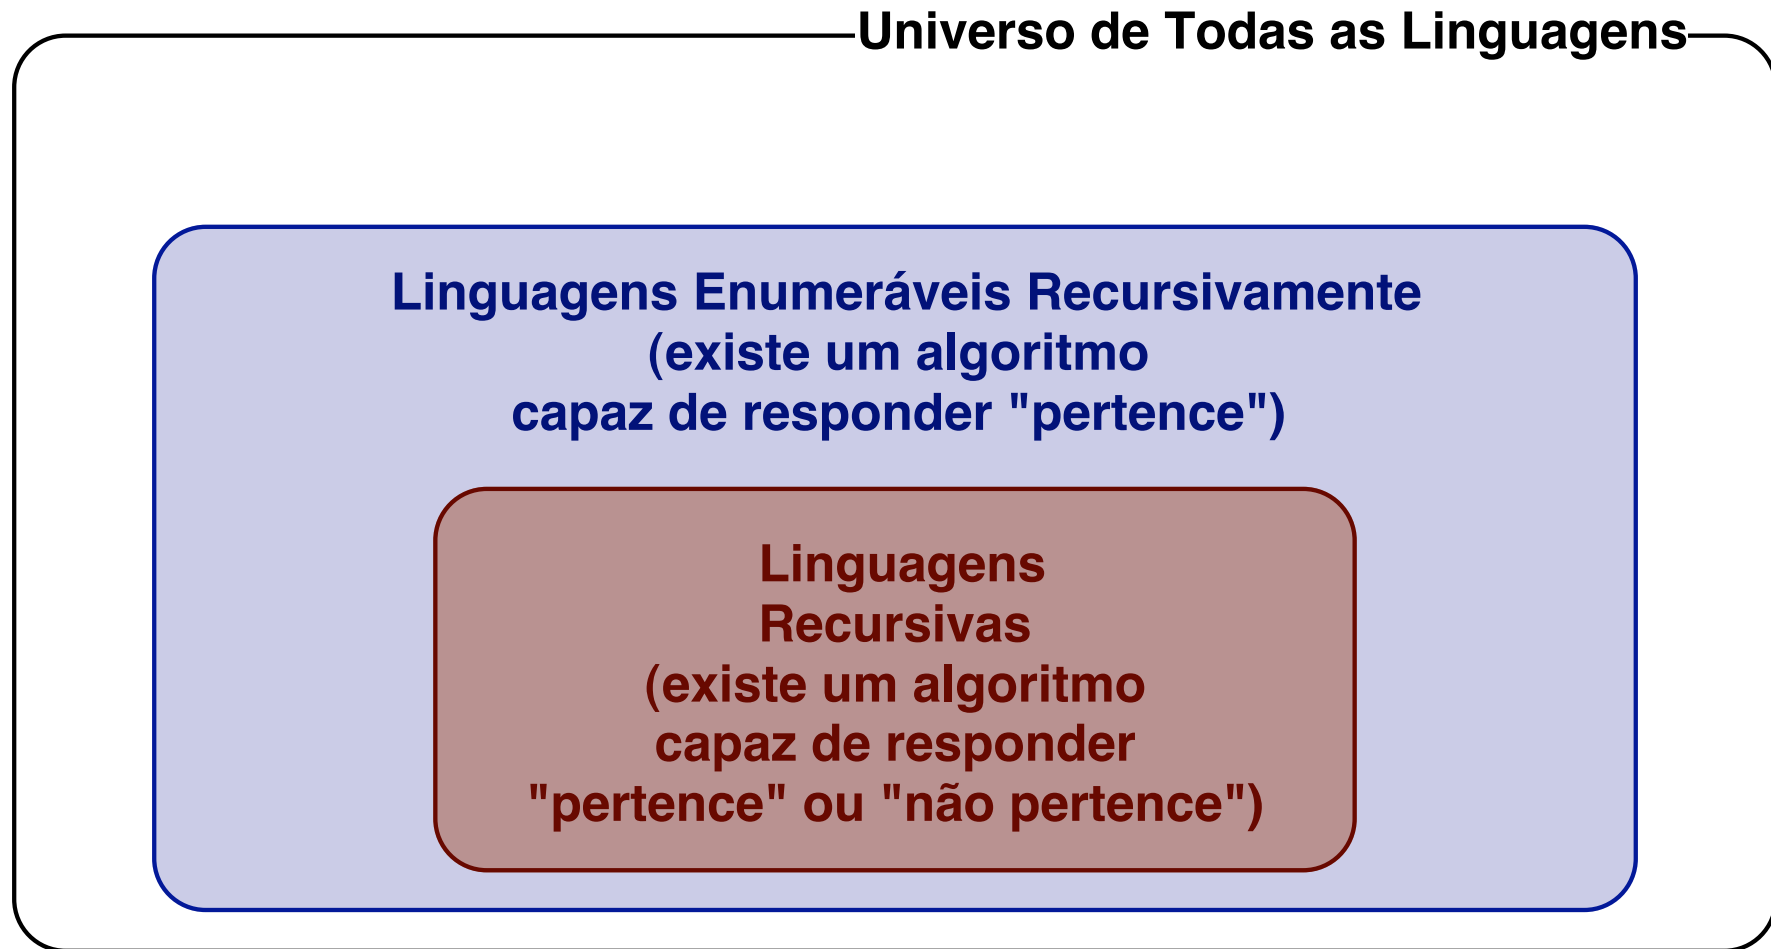 Universo de Todas as Linguagens
Linguagens Enumeráveis Recursivamente
(existe um algoritmo
capaz de responder "pertence")
Linguagens
Recursivas
(existe um algoritmo
capaz de responder
"pertence" ou "não pertence")